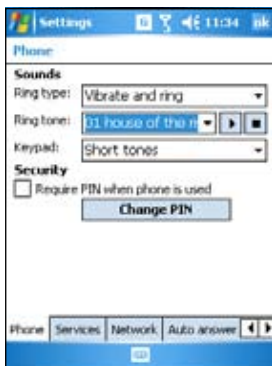 Settings 11:34 ok
Phone
Sounds
Ring type: Vibrate and ring
Ring tone: 01 house of the
Keypad: Short tones
Security
Require PIN when phone is used
Change PIN
Phone Services Network Auto answer